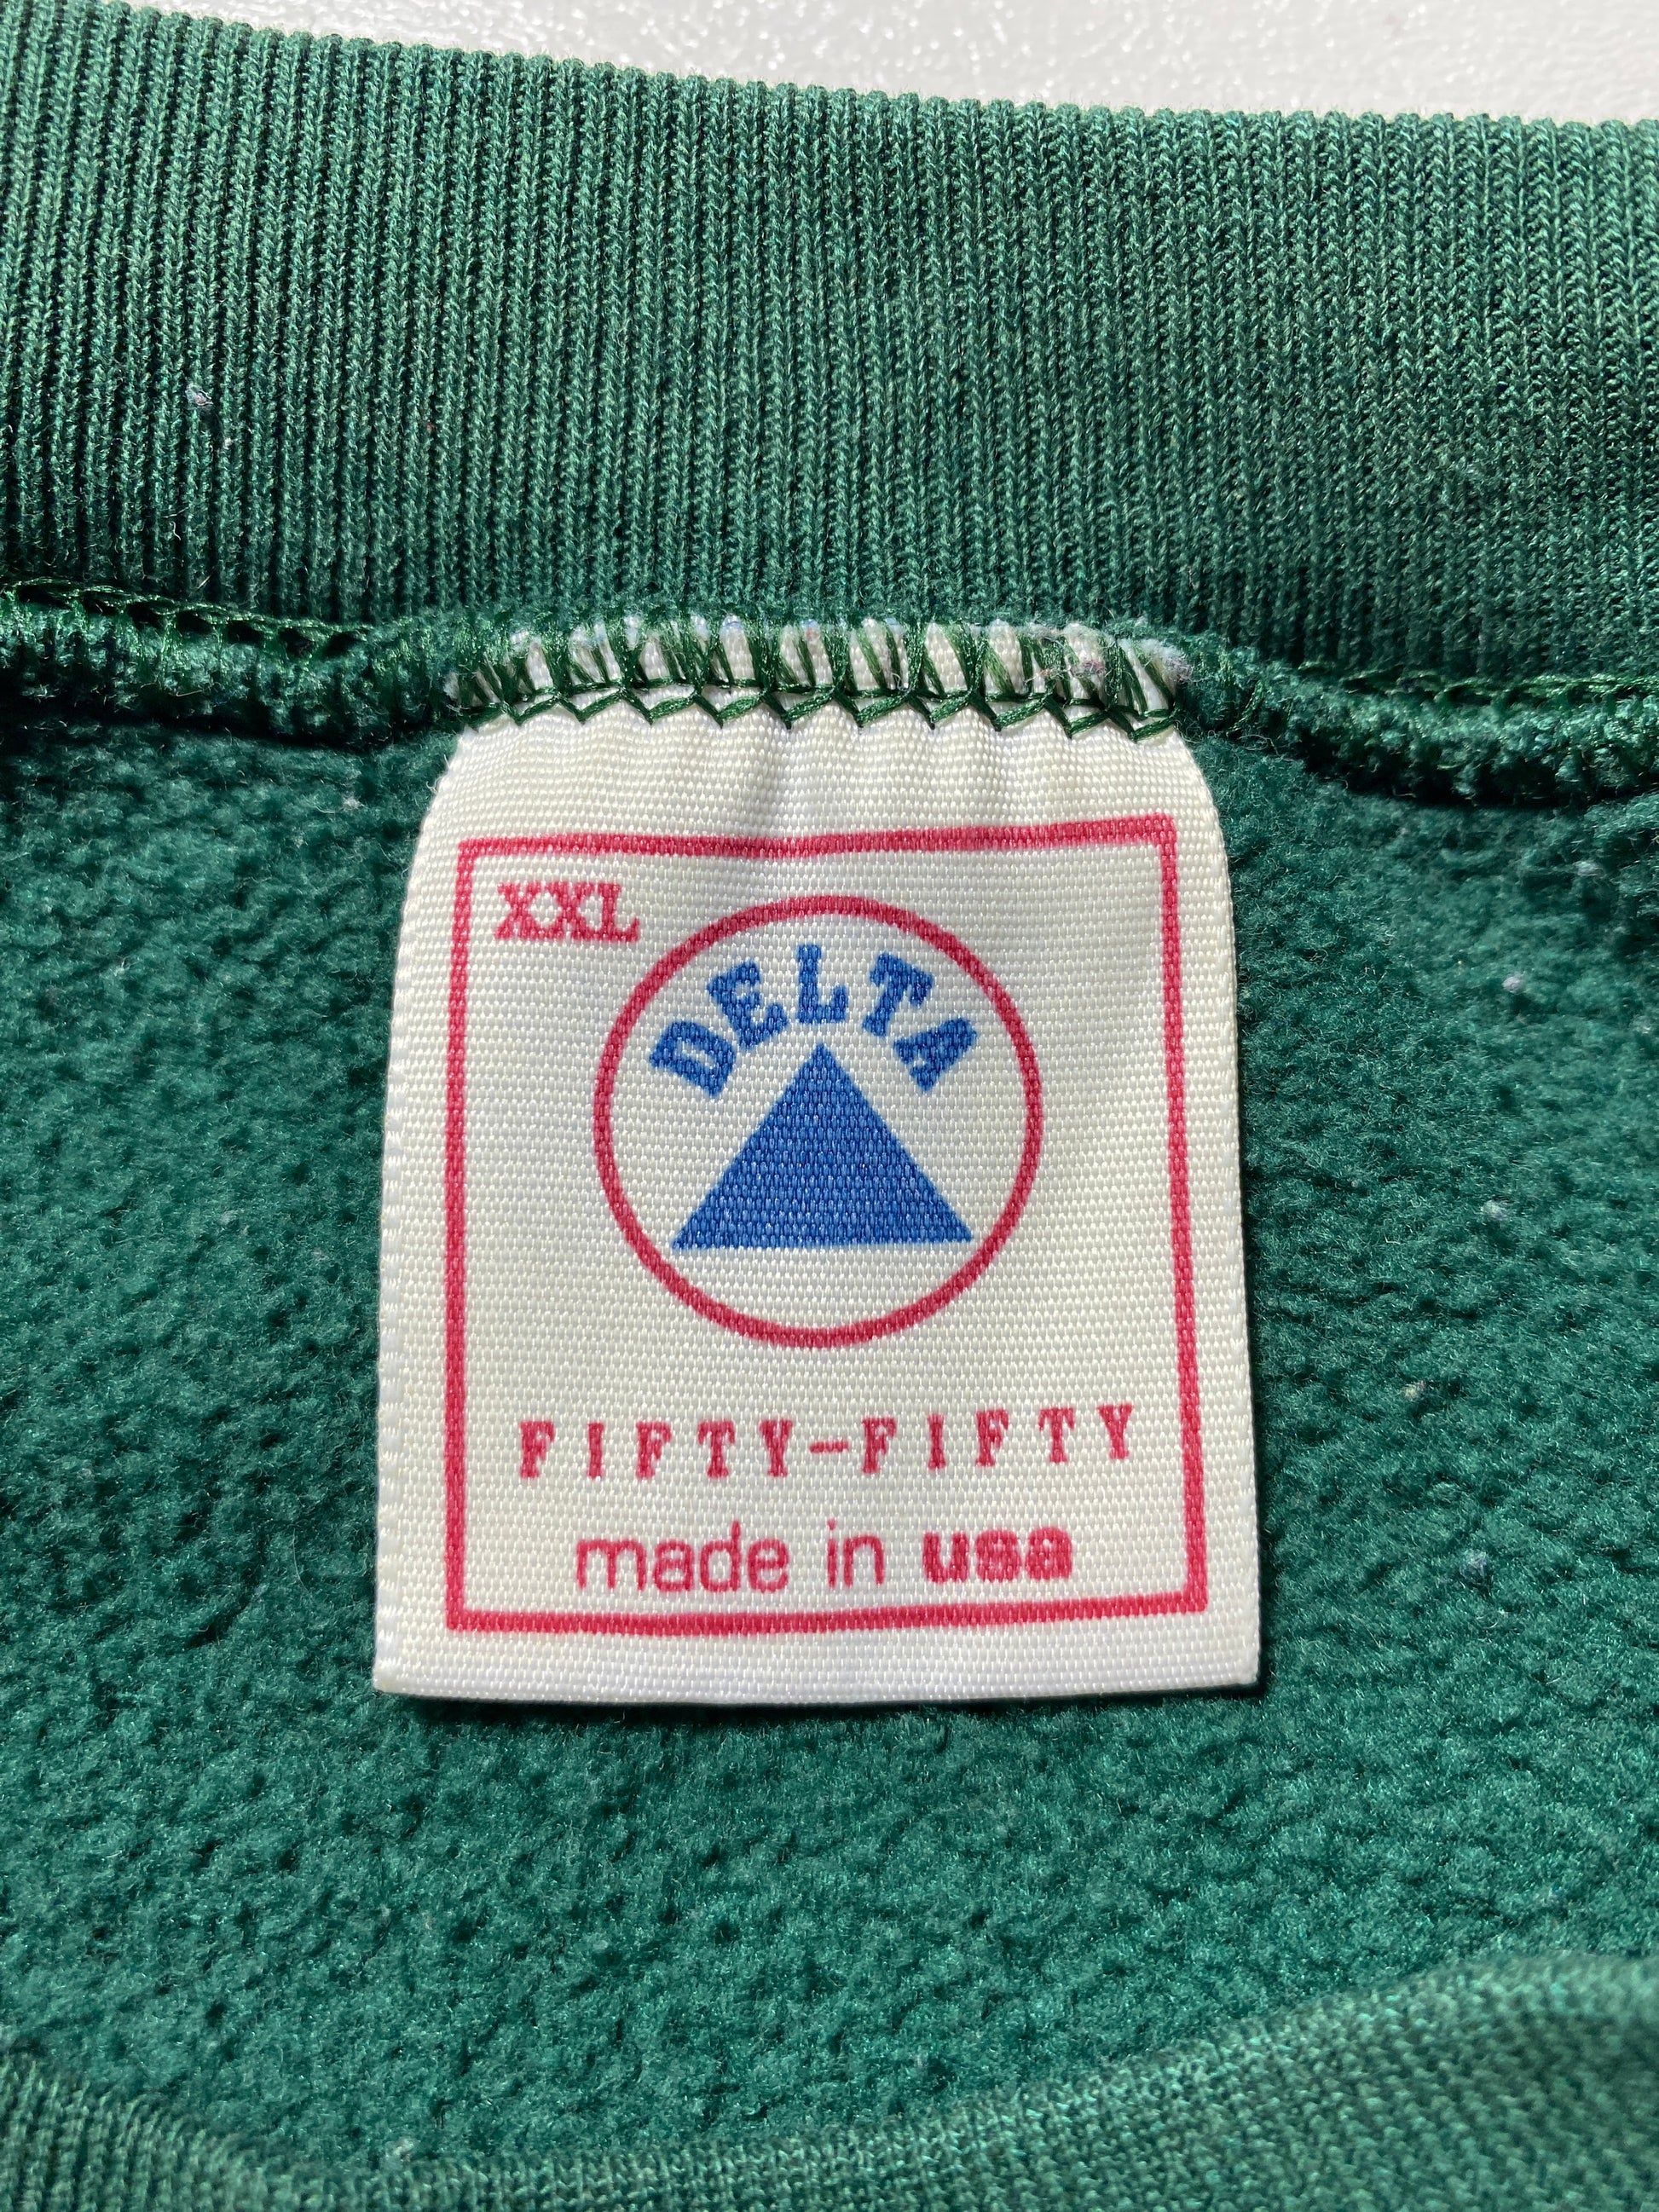 XXL
DELTA
FIFTY-FIFTY
made in usa